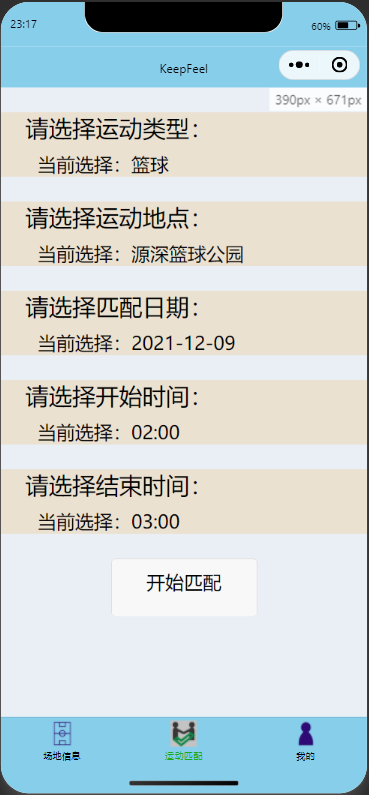 23:17
60%
KeepFeel
390px × 671px
请选择运动类型：
当前选择：篮球
请选择运动地点：
当前选择：源深篮球公园
请选择匹配日期：
当前选择：2021-12-09
请选择开始时间：
当前选择：02:00
请选择结束时间：
当前选择：03:00
开始匹配
场地信息
运动匹配
我的